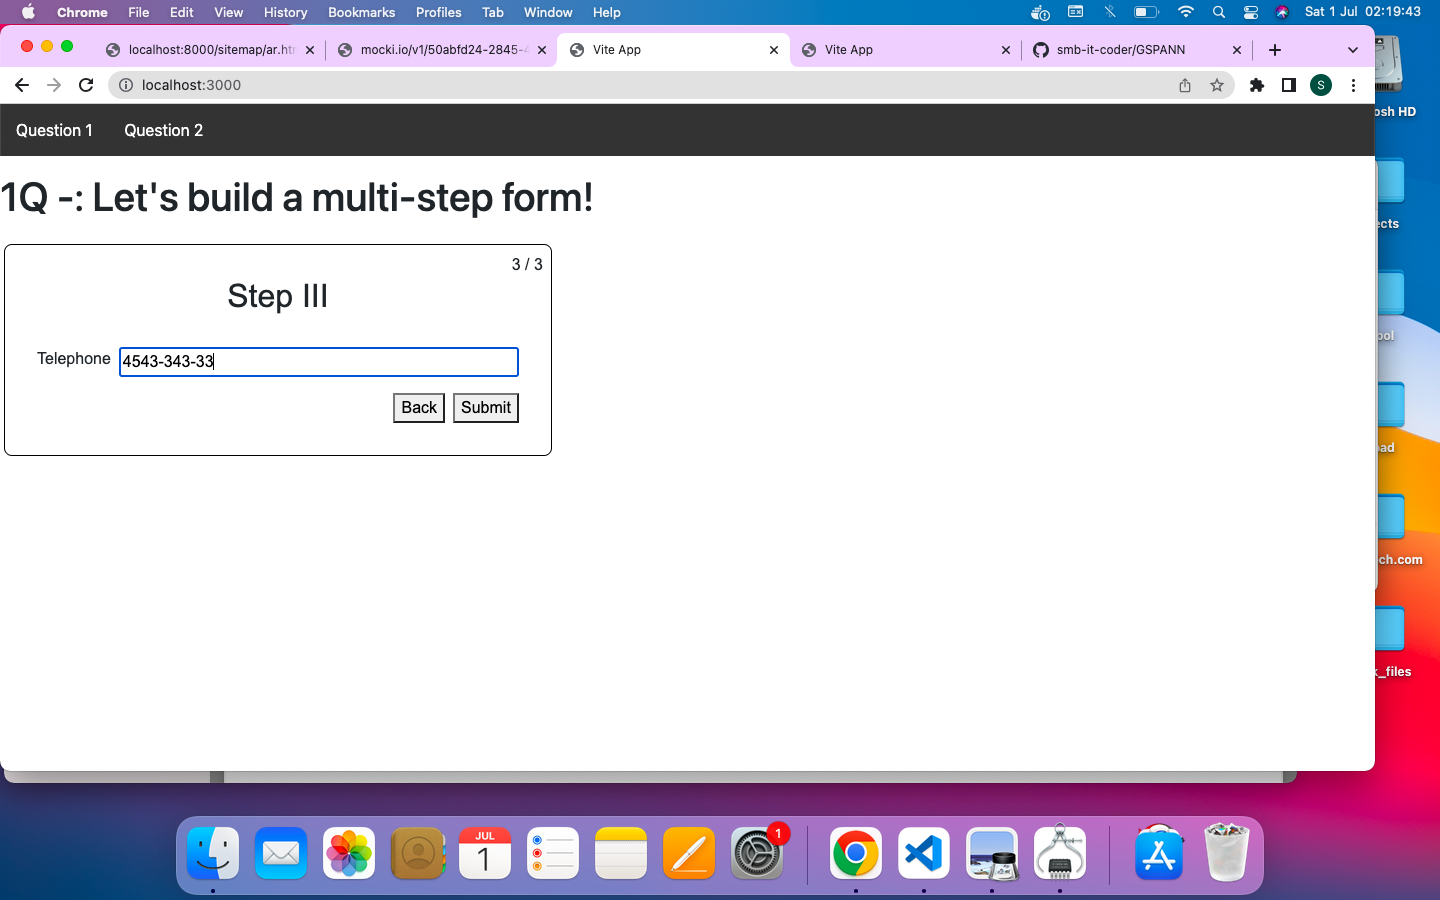 Chrome File Edit View History Bookmarks Profiles Tab Window Help Sat 1 Jul 02:19:43
localhost:8000/sitemap/ar.htm mocki.io/v1/50abfd24-2845- Vite App Vite App smb-it-coder/GSPANN
localhost:3000 S
Question 1 Question 2
1Q -: Let's build a multi-step form!
3 / 3
Step III
Telephone 4543-343-33
Back Submit
osh HD
ects
ool
ad
ch.com
_files
JUL
1
1